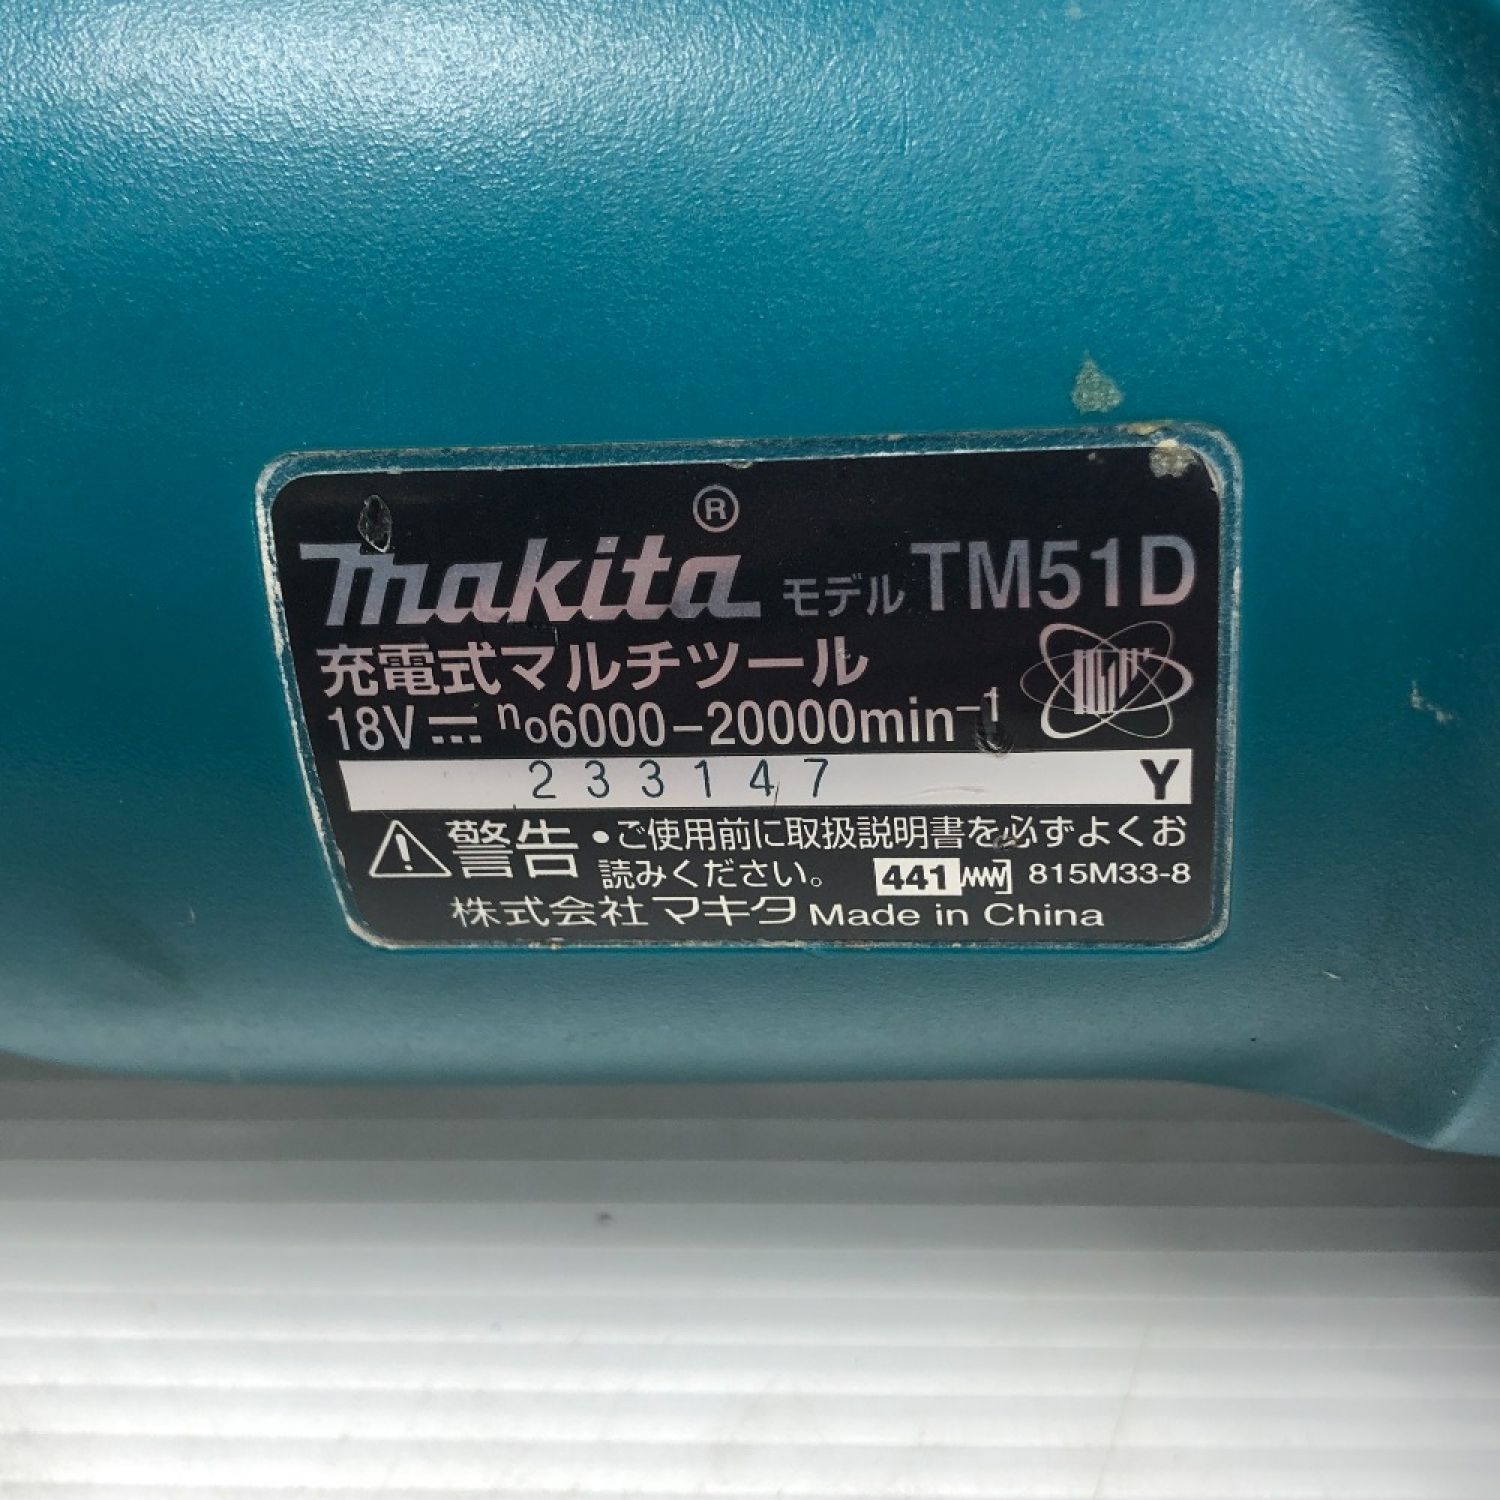 makita® モデル TM51D
充電式マルチツール
18V⎓ n₀6000-20000min⁻¹
233147 Y
⚠警告 •ご使用前に取扱説明書を必ずよくお
読みください。 441 815M33-8
株式会社マキタ Made in China